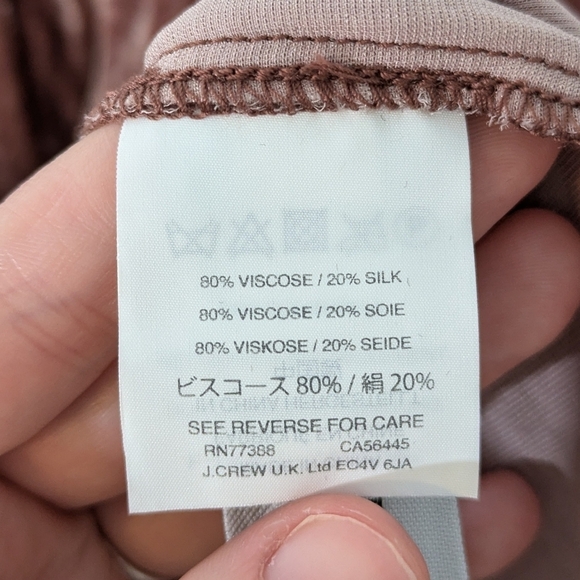 80% VISCOSE / 20% SILK
80% VISCOSE / 20% SOIE
80% VISKOSE / 20% SEIDE
ビスコース 80% / 絹 20%
SEE REVERSE FOR CARE
RN77388 CA56445
J.CREW U.K. Ltd EC4V 6JA